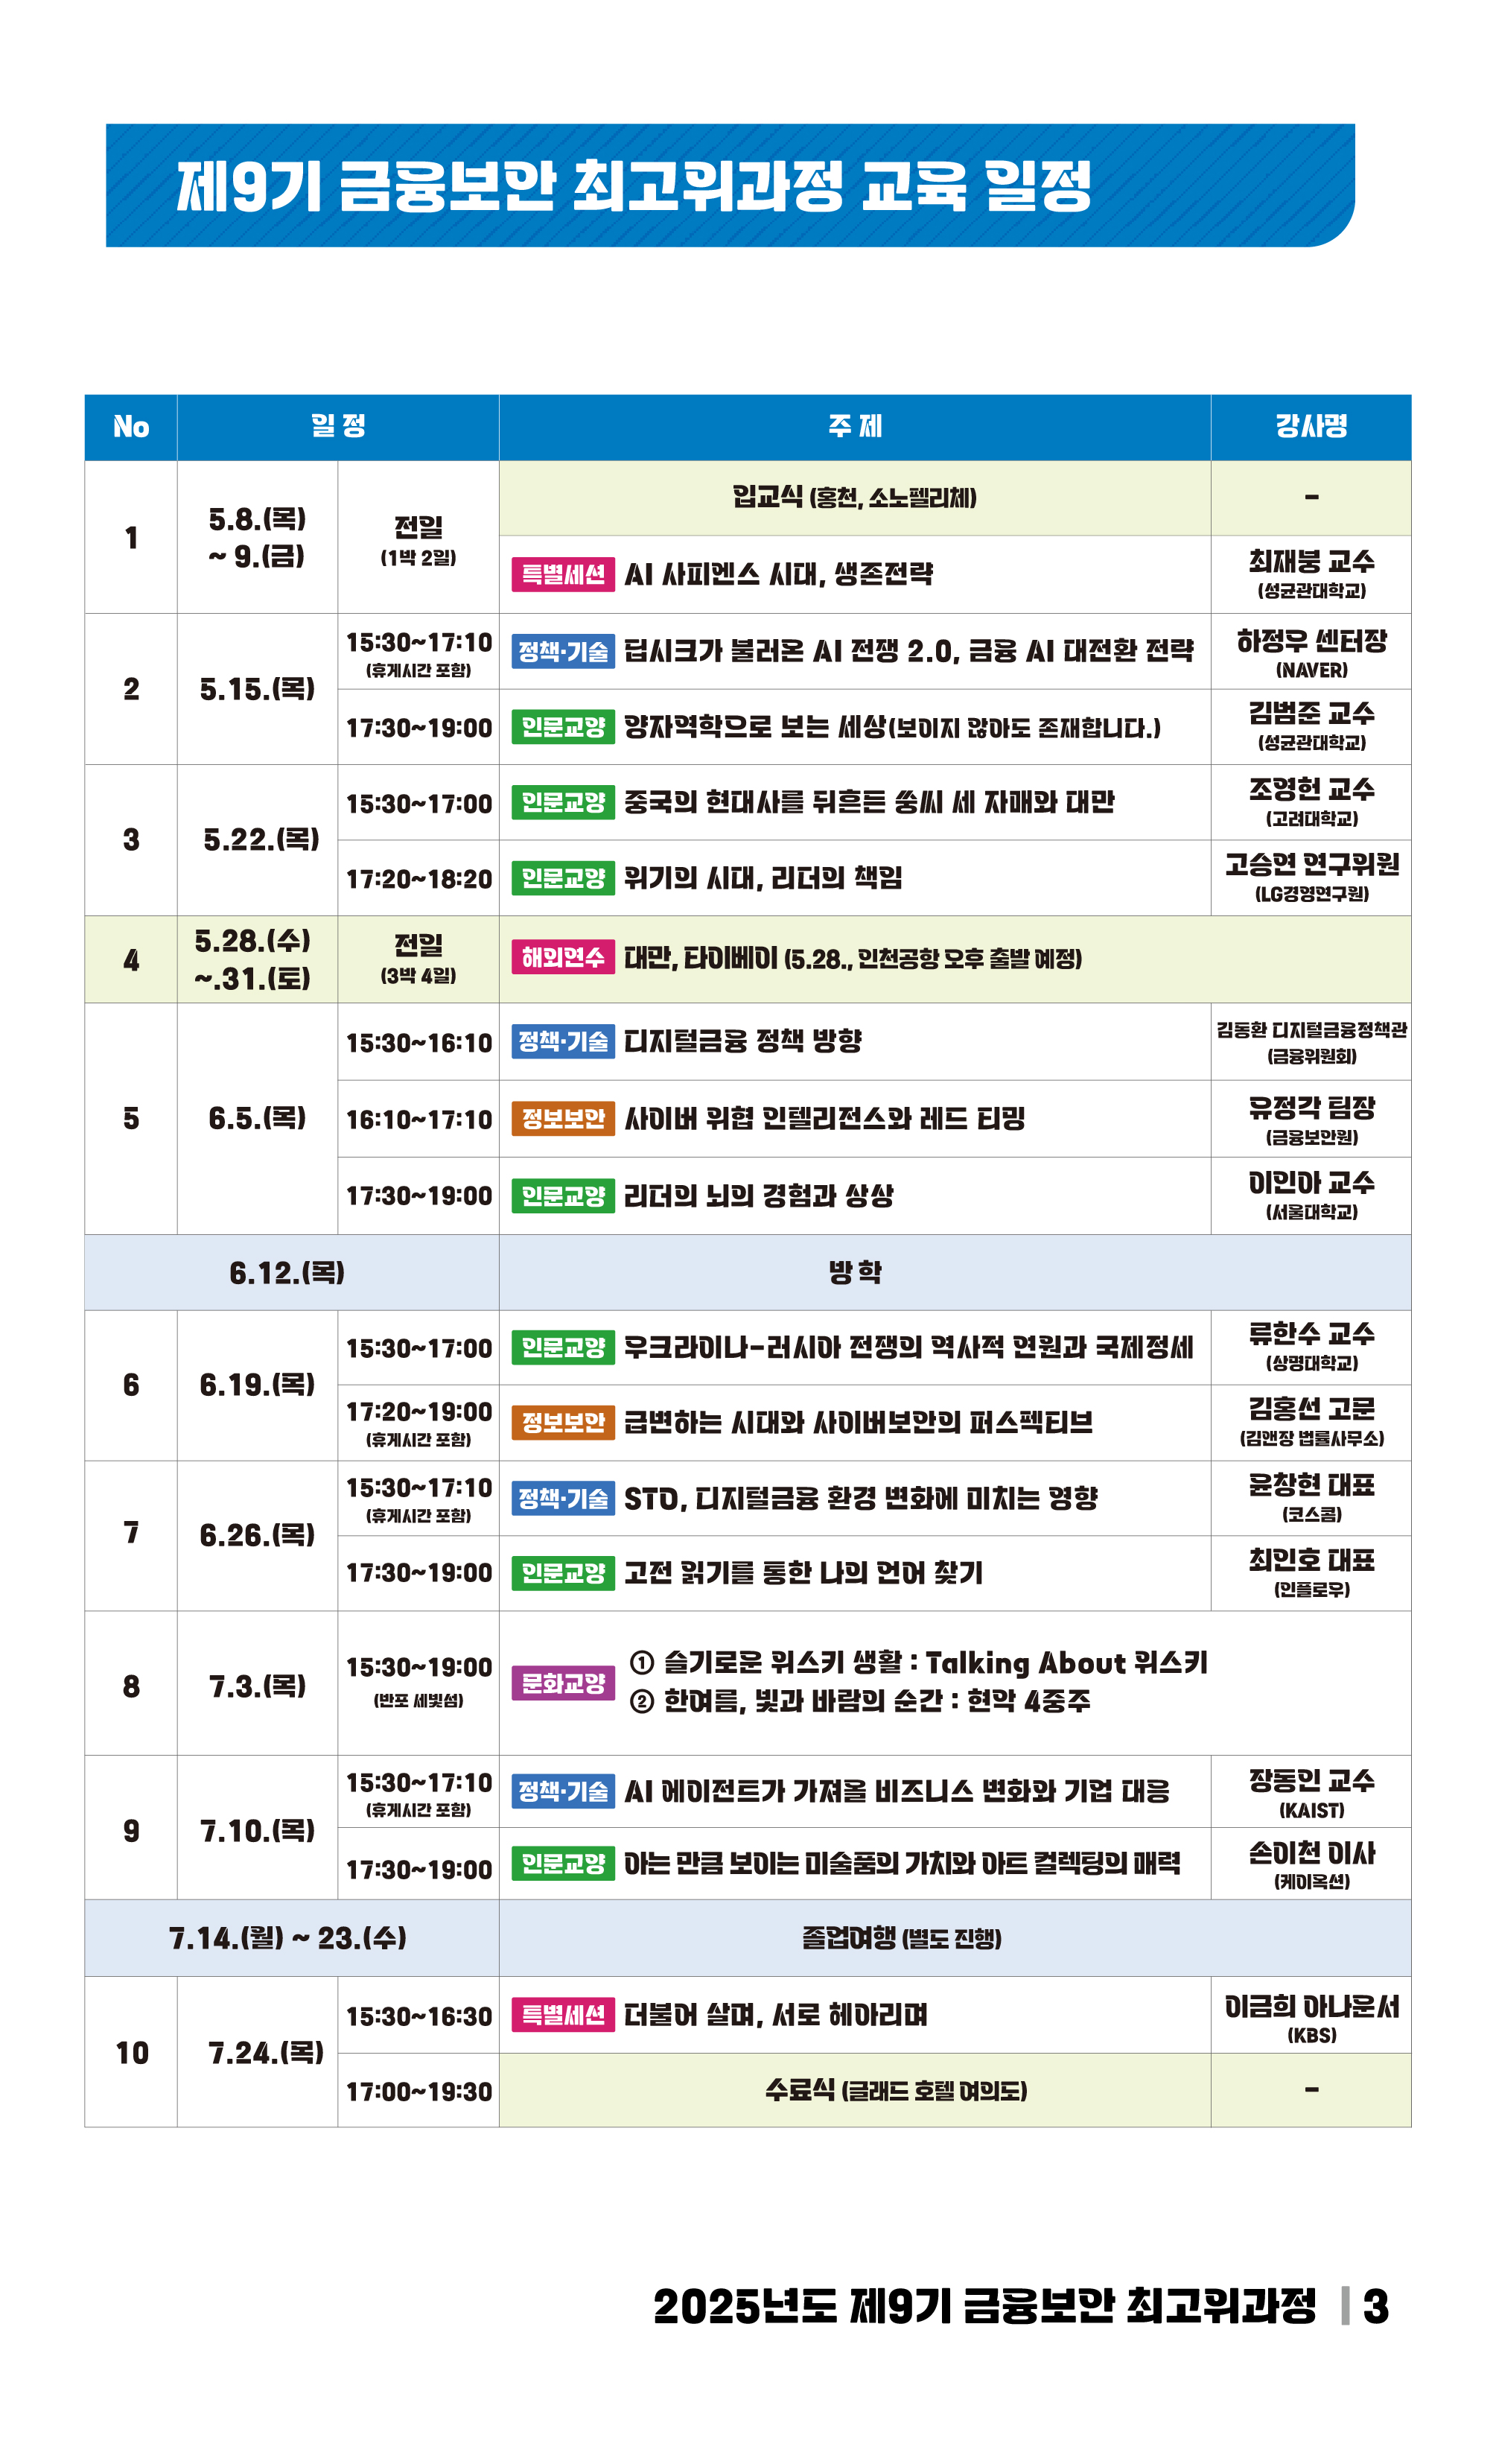 제9기 금융보안 최고위과정 교육 일정
No 일 정 주 제 강사명
1
5.8.(목)
~ 9.(금)
전일
(1박 2일)
입교식 (홍천, 소노펠리체)
-
특별세션 AI 사피엔스 시대, 생존전략
최재붕 교수
(성균관대학교)
2
5.15.(목)
15:30~17:10
(휴게시간 포함)
정책·기술 딥시크가 불러온 AI 전쟁 2.0, 금융 AI 대전환 전략
하정우 센터장
(NAVER)
17:30~19:00
인문교양 양자역학으로 보는 세상(보이지 않아도 존재합니다.)
김범준 교수
(성균관대학교)
3
5.22.(목)
15:30~17:00
인문교양 중국의 현대사를 뒤흔든 쑹씨 세 자매와 대만
조영헌 교수
(고려대학교)
17:20~18:20
인문교양 위기의 시대, 리더의 책임
고승연 연구위원
(LG경영연구원)
4
5.28.(수)
~.31.(토)
전일
(3박 4일)
해외연수 대만, 타이베이 (5.28., 인천공항 오후 출발 예정)
5
6.5.(목)
15:30~16:10
정책·기술 디지털금융 정책 방향
김동환 디지털금융정책관
(금융위원회)
16:10~17:10
정보보안 사이버 위협 인텔리전스와 레드 티밍
유정각 팀장
(금융보안원)
17:30~19:00
인문교양 리더의 뇌의 경험과 상상
이인아 교수
(서울대학교)
6.12.(목)
방 학
6
6.19.(목)
15:30~17:00
인문교양 우크라이나-러시아 전쟁의 역사적 연원과 국제정세
류한수 교수
(상명대학교)
17:20~19:00
(휴게시간 포함)
정보보안 급변하는 시대와 사이버보안의 퍼스펙티브
김홍선 고문
(김앤장 법률사무소)
7
6.26.(목)
15:30~17:10
(휴게시간 포함)
정책·기술 STO, 디지털금융 환경 변화에 미치는 영향
윤창현 대표
(코스콤)
17:30~19:00
인문교양 고전 읽기를 통한 나의 언어 찾기
최인호 대표
(인플로우)
8
7.3.(목)
15:30~19:00
(반포 세빛섬)
문화교양
① 슬기로운 위스키 생활 : Talking About 위스키
② 한여름, 빛과 바람의 순간 : 현악 4중주
9
7.10.(목)
15:30~17:10
(휴게시간 포함)
정책·기술 AI 에이전트가 가져올 비즈니스 변화와 기업 대응
장동인 교수
(KAIST)
17:30~19:00
인문교양 아는 만큼 보이는 미술품의 가치와 아트 컬렉팅의 매력
손이천 이사
(케이옥션)
7.14.(월) ~ 23.(수)
졸업여행 (별도 진행)
10
7.24.(목)
15:30~16:30
특별세션 더불어 살며, 서로 헤아리며
이금희 아나운서
(KBS)
17:00~19:30
수료식 (글래드 호텔 여의도)
-
2025년도 제9기 금융보안 최고위과정 | 3